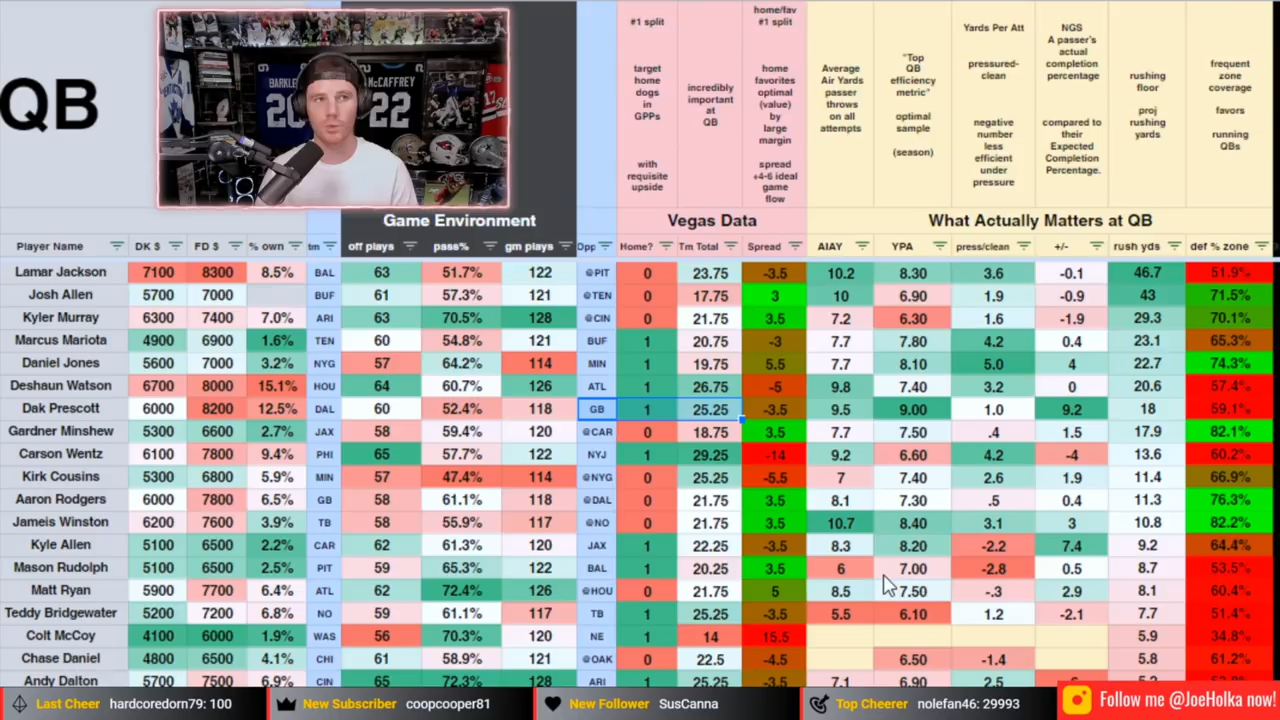 QB
BARKLEY
26
McCAFFREY
22
#1 split target home dogs in GPPs with requisite upside
incredibly important at QB
home/fav #1 split home favorites optimal (value) by large margin spread +4-6 ideal game flow
Average Air Yards passer throws on all attempts
"Top QB efficiency metric" optimal sample (season)
Yards Per Att pressured-clean negative number less efficient under pressure
NGS A passer's actual completion percentage compared to their Expected Completion Percentage.
rushing floor proj rushing yards
frequent zone coverage favors running QBs
Game Environment Vegas Data What Actually Matters at QB
Player Name DK $ FD $ % own tm off plays pass% gm plays Opp Home? Tm Total Spread AIAY YPA press/clean +/- rush yds def % zone
Lamar Jackson 7100 8300 8.5% BAL 63 51.7% 122 @PIT 0 23.75 -3.5 10.2 8.30 3.6 -0.1 46.7 51.9%
Josh Allen 5700 7000 BUF 61 57.3% 121 @TEN 0 17.75 3 10 6.90 1.9 -0.9 43 71.5%
Kyler Murray 6300 7400 7.0% ARI 63 70.5% 128 @CIN 0 21.75 3.5 7.2 6.30 1.6 -1.9 29.3 70.1%
Marcus Mariota 4900 6900 1.6% TEN 60 54.8% 121 BUF 1 20.75 -3 7.7 7.80 4.2 0.4 23.1 65.3%
Daniel Jones 5600 7000 3.2% NYG 57 64.2% 114 MIN 1 19.75 5.5 7.7 8.10 5.0 4 22.7 74.3%
Deshaun Watson 6700 8000 15.1% HOU 64 60.7% 126 ATL 1 26.75 -5 9.8 7.40 3.2 0 20.6 57.4%
Dak Prescott 6000 8200 12.5% DAL 60 52.4% 118 GB 1 25.25 -3.5 9.5 9.00 1.0 9.2 18 59.1%
Gardner Minshew 5300 6600 2.7% JAX 58 59.4% 120 @CAR 0 18.75 3.5 7.7 7.50 .4 1.5 17.9 82.1%
Carson Wentz 6100 7800 9.4% PHI 65 57.7% 122 NYJ 1 29.25 -14 9.2 6.60 4.2 -4 13.6 60.2%
Kirk Cousins 5300 6800 5.9% MIN 57 47.4% 114 @NYG 0 25.25 -5.5 7 7.40 2.6 1.9 11.4 66.9%
Aaron Rodgers 6000 7800 6.5% GB 58 61.1% 118 @DAL 0 21.75 3.5 8.1 7.30 .5 0.4 11.3 76.3%
Jameis Winston 6200 7600 3.9% TB 58 55.9% 117 @NO 0 21.75 3.5 10.7 8.40 3.1 3 10.8 82.2%
Kyle Allen 5100 6500 2.2% CAR 62 61.3% 120 JAX 1 22.25 -3.5 8.3 8.20 -2.2 7.4 9.2 64.4%
Mason Rudolph 5100 6500 2.5% PIT 59 65.3% 122 BAL 1 20.25 3.5 6 7.00 -2.8 0.5 8.7 53.5%
Matt Ryan 5900 7700 6.4% ATL 62 72.4% 126 @HOU 0 21.75 5 8.5 7.50 -.3 2.9 8.1 60.4%
Teddy Bridgewater 5200 7200 6.8% NO 59 61.1% 117 TB 1 25.25 -3.5 5.5 6.10 1.2 -2.1 7.7 51.4%
Colt McCoy 4100 6000 1.9% WAS 56 70.3% 120 NE 1 14 15.5 5.9 34.8%
Chase Daniel 4800 6500 4.1% CHI 61 58.9% 121 @OAK 0 22.5 -4.5 6.50 -1.4 5.8 61.2%
Andy Dalton 5700 7500 6.9% CIN 65 72.3% 128 ARI 1 7.1 6.90 2.5
Last Cheer hardcoredorn79: 100 New Subscriber coopcooper81 New Follower SusCanna Top Cheerer nolefan46: 29993 Follow me @JoeHolka now!